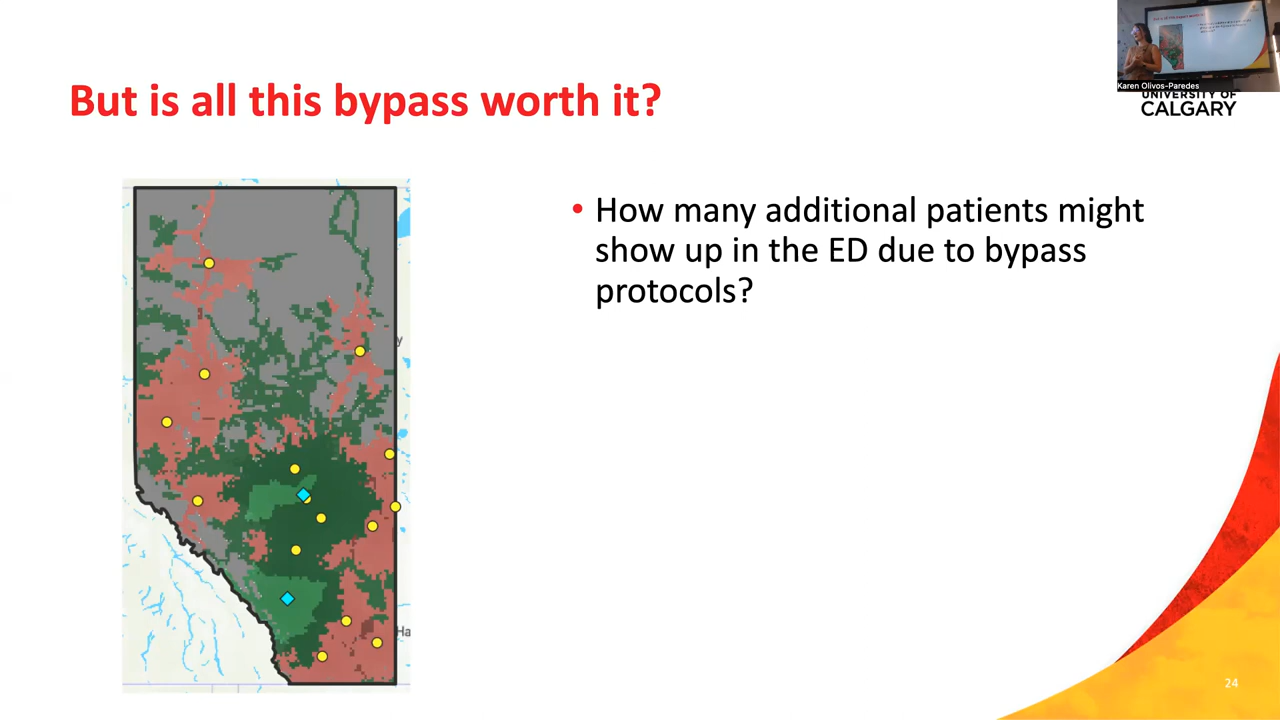 But is all this bypass worth it?
Karen Olivos-Paredes
UNIVERSITY OF
CALGARY
• How many additional patients might
show up in the ED due to bypass
protocols?
y
Ha
24